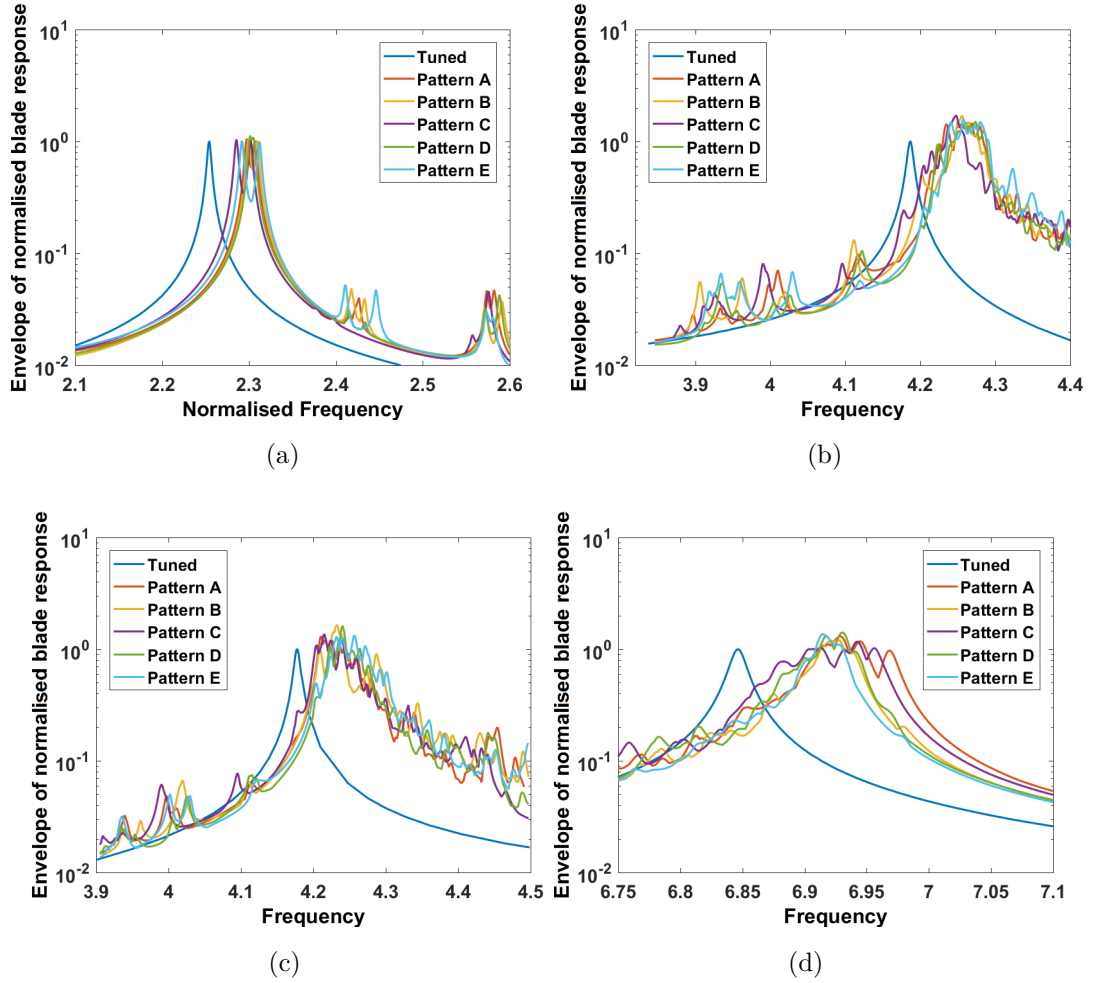 Envelope of normalised blade response
10^1
10^0
10^-1
10^-2
Tuned
Pattern A
Pattern B
Pattern C
Pattern D
Pattern E
2.1 2.2 2.3 2.4 2.5 2.6
Normalised Frequency
(a)
Envelope of normalised blade response
10^1
10^0
10^-1
10^-2
Tuned
Pattern A
Pattern B
Pattern C
Pattern D
Pattern E
3.9 4 4.1 4.2 4.3 4.4
Frequency
(b)
Envelope of normalised blade response
10^1
10^0
10^-1
10^-2
Tuned
Pattern A
Pattern B
Pattern C
Pattern D
Pattern E
3.9 4 4.1 4.2 4.3 4.4 4.5
Frequency
(c)
Envelope of normalised blade response
10^1
10^0
10^-1
10^-2
Tuned
Pattern A
Pattern B
Pattern C
Pattern D
Pattern E
6.75 6.8 6.85 6.9 6.95 7 7.05 7.1
Frequency
(d)